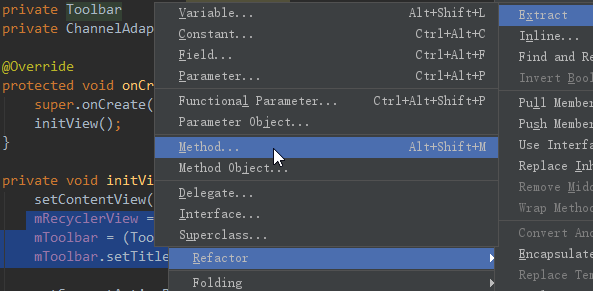 private Toolbar
private ChannelAdap
@Override
protected void onCr
super.onCreate(
initView();
}
private void initVi
setContentView(
mRecyclerView =
mToolbar = (Too
mToolbar.setTitle
Variable... Alt+Shift+L
Constant... Ctrl+Alt+C
Field... Ctrl+Alt+F
Parameter... Ctrl+Alt+P
Functional Parameter... Ctrl+Alt+Shift+P
Parameter Object...
Method... Alt+Shift+M
Method Object...
Delegate...
Interface...
Superclass...
Refactor
Folding
Extract
Inline...
Find and Re
Invert Bool
Pull Member
Push Member
Use Interfa
Replace Inh
Remove Midd
Wrap Metho
Convert Ano
Encapsulate
Replace Tem